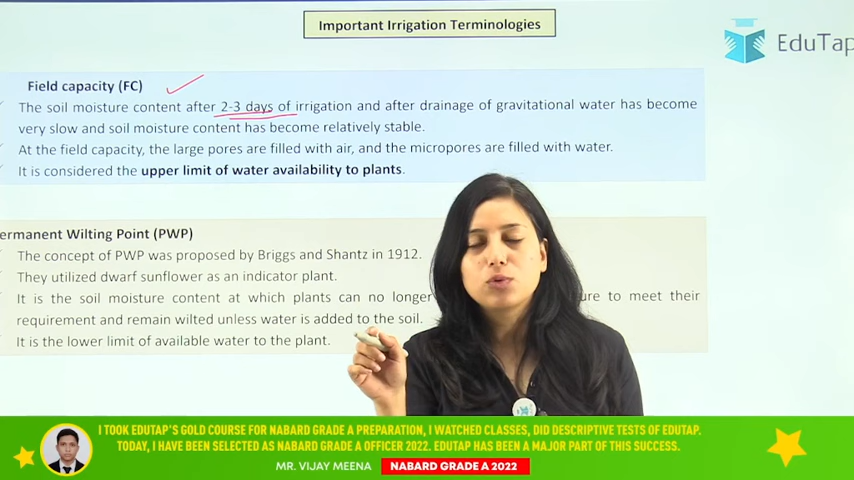 Important Irrigation Terminologies
EduTap
Field capacity (FC)
The soil moisture content after 2-3 days of irrigation and after drainage of gravitational water has become
very slow and soil moisture content has become relatively stable.
At the field capacity, the large pores are filled with air, and the micropores are filled with water.
It is considered the upper limit of water availability to plants.
ermanent Wilting Point (PWP)
The concept of PWP was proposed by Briggs and Shantz in 1912.
They utilized dwarf sunflower as an indicator plant.
It is the soil moisture content at which plants can no longer ure to meet their
requirement and remain wilted unless water is added to the soil.
It is the lower limit of available water to the plant.
I TOOK EDUTAP'S GOLD COURSE FOR NABARD GRADE A PREPARATION, I WATCHED CLASSES, DID DESCRIPTIVE TESTS OF EDUTAP.
TODAY, I HAVE BEEN SELECTED AS NABARD GRADE A OFFICER 2022. EDUTAP HAS BEEN A MAJOR PART OF THIS SUCCESS.
MR. VIJAY MEENA NABARD GRADE A 2022